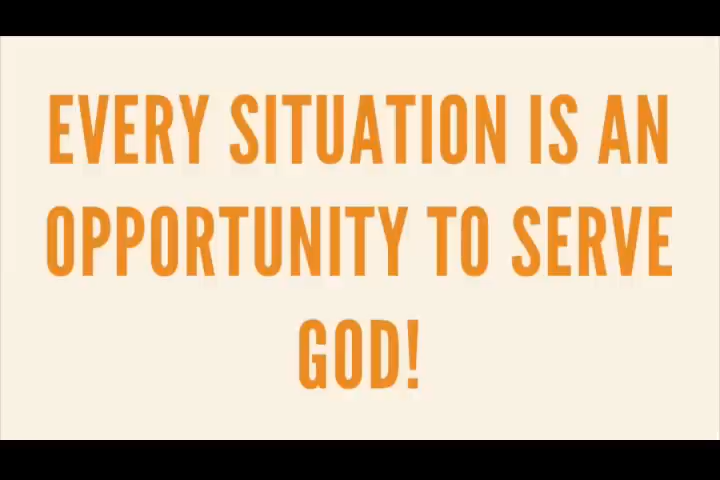 EVERY SITUATION IS AN
OPPORTUNITY TO SERVE
GOD!